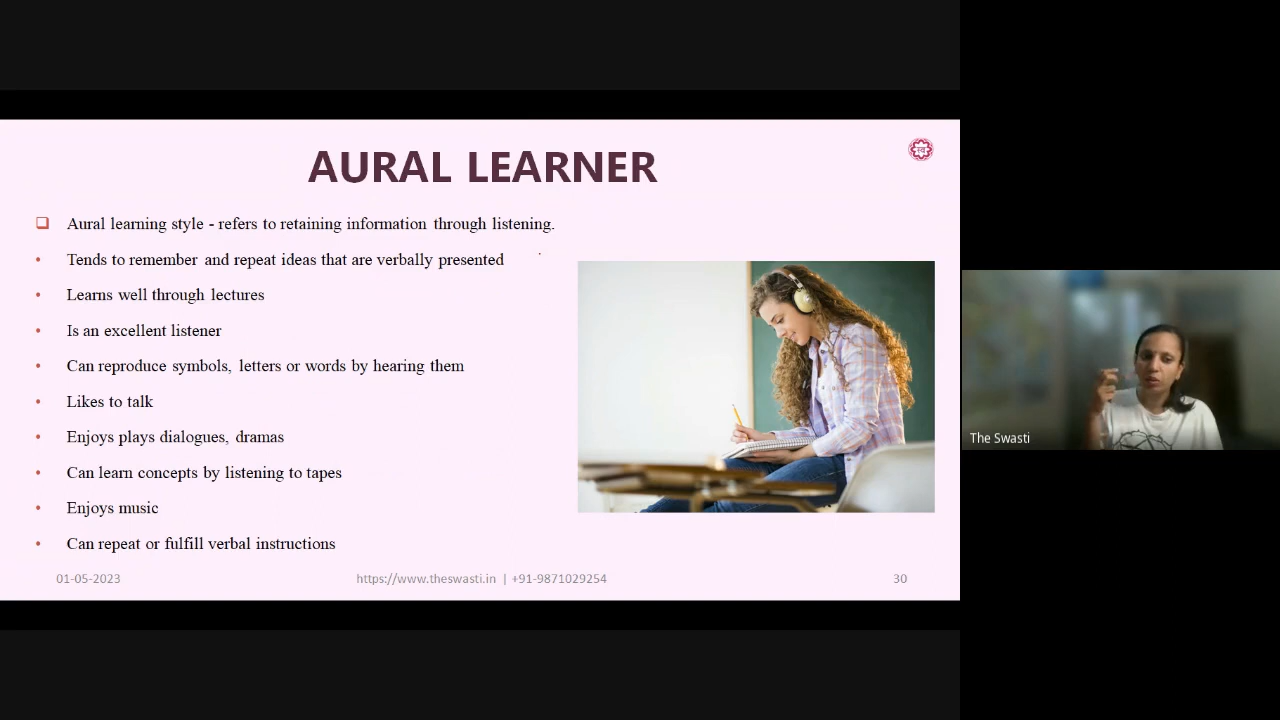 AURAL LEARNER
Aural learning style - refers to retaining information through listening.
Tends to remember and repeat ideas that are verbally presented
Learns well through lectures
Is an excellent listener
Can reproduce symbols, letters or words by hearing them
Likes to talk
Enjoys plays dialogues, dramas
Can learn concepts by listening to tapes
Enjoys music
Can repeat or fulfill verbal instructions
01-05-2023
https://www.theswasti.in | +91-9871029254
30
The Swasti